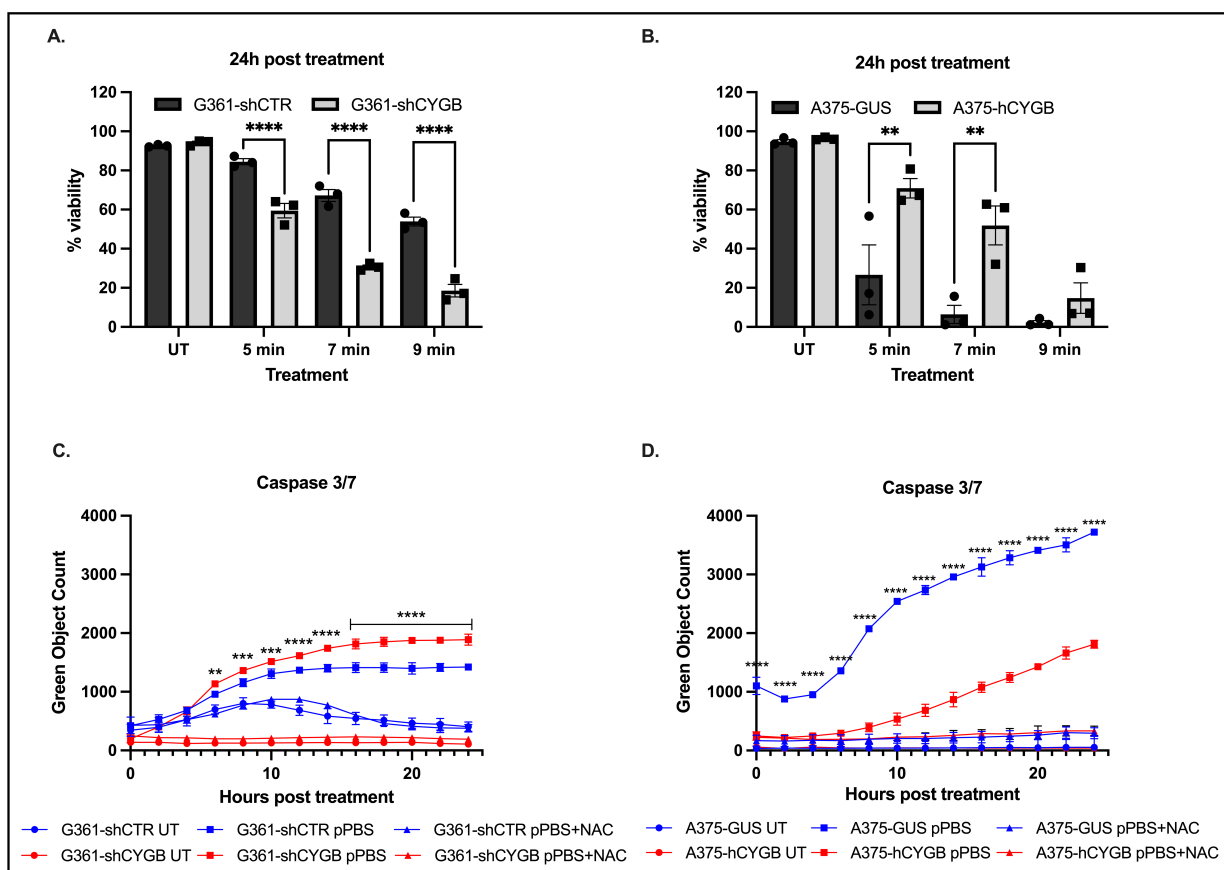 A.
24h post treatment
G361-shCTR G361-shCYGB
120
100
80
60
40
20
0
% viability
**** **** ****
UT 5 min 7 min 9 min
Treatment
B.
24h post treatment
A375-GUS A375-hCYGB
120
100
80
60
40
20
0
% viability
** **
UT 5 min 7 min 9 min
Treatment
C.
Caspase 3/7
4000
3000
2000
1000
0
Green Object Count
** *** *** **** **** ****
0 10 20
Hours post treatment
G361-shCTR UT G361-shCTR pPBS G361-shCTR pPBS+NAC
G361-shCYGB UT G361-shCYGB pPBS G361-shCYGB pPBS+NAC
D.
Caspase 3/7
4000
3000
2000
1000
0
Green Object Count
**** **** **** **** **** **** **** **** **** **** **** **** ****
0 10 20
Hours post treatment
A375-GUS UT A375-GUS pPBS A375-GUS pPBS+NAC
A375-hCYGB UT A375-hCYGB pPBS A375-hCYGB pPBS+NAC